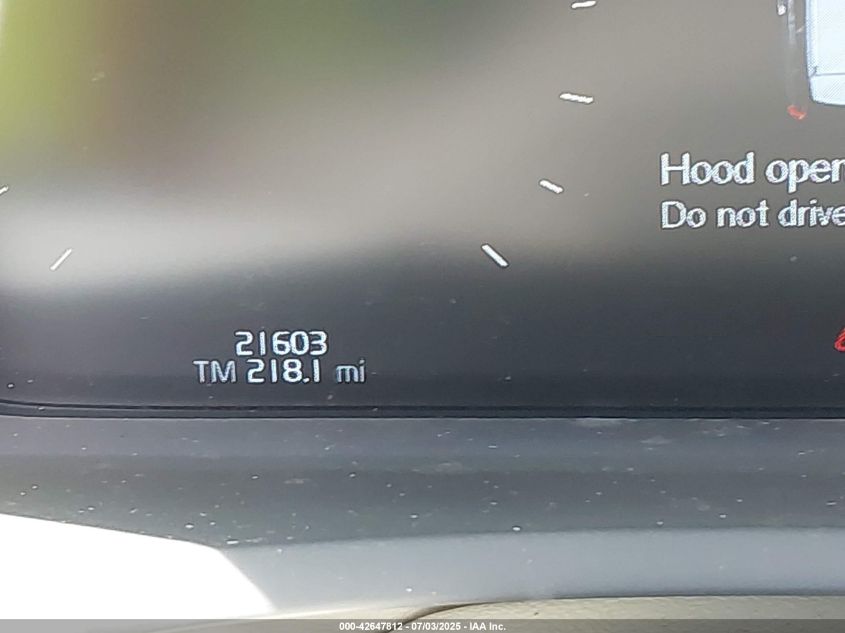 Hood open
Do not drive
21603
TM 218.1 mi
000-42647812 - 07/03/2025 - IAA Inc.